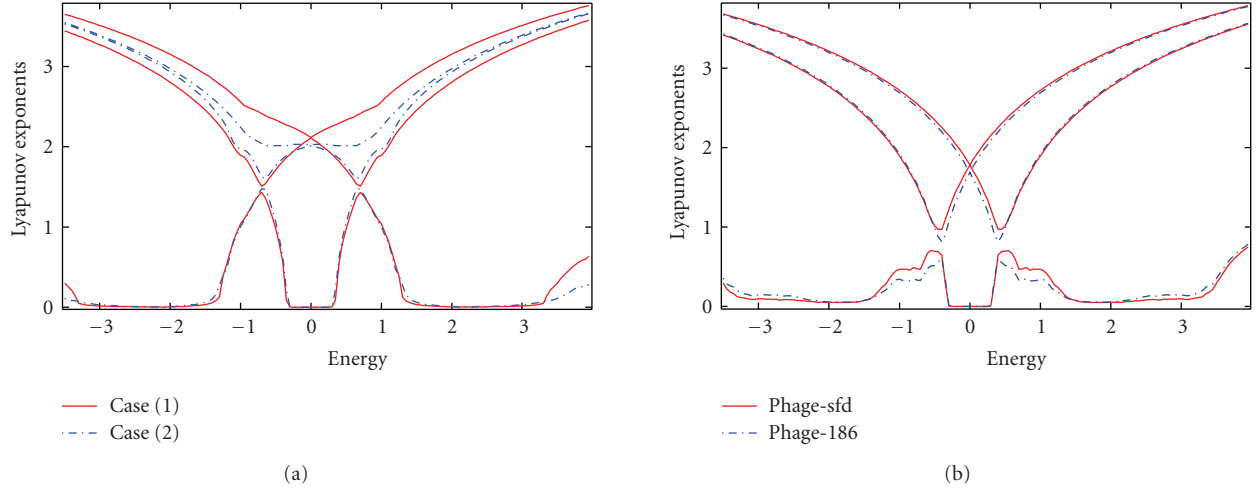 Lyapunov exponents
3
2
1
0
−3 −2 −1 0 1 2 3
Energy
Case (1)
Case (2)
(a)
Lyapunov exponents
3
2
1
0
−3 −2 −1 0 1 2 3
Energy
Phage-sfd
Phage-186
(b)